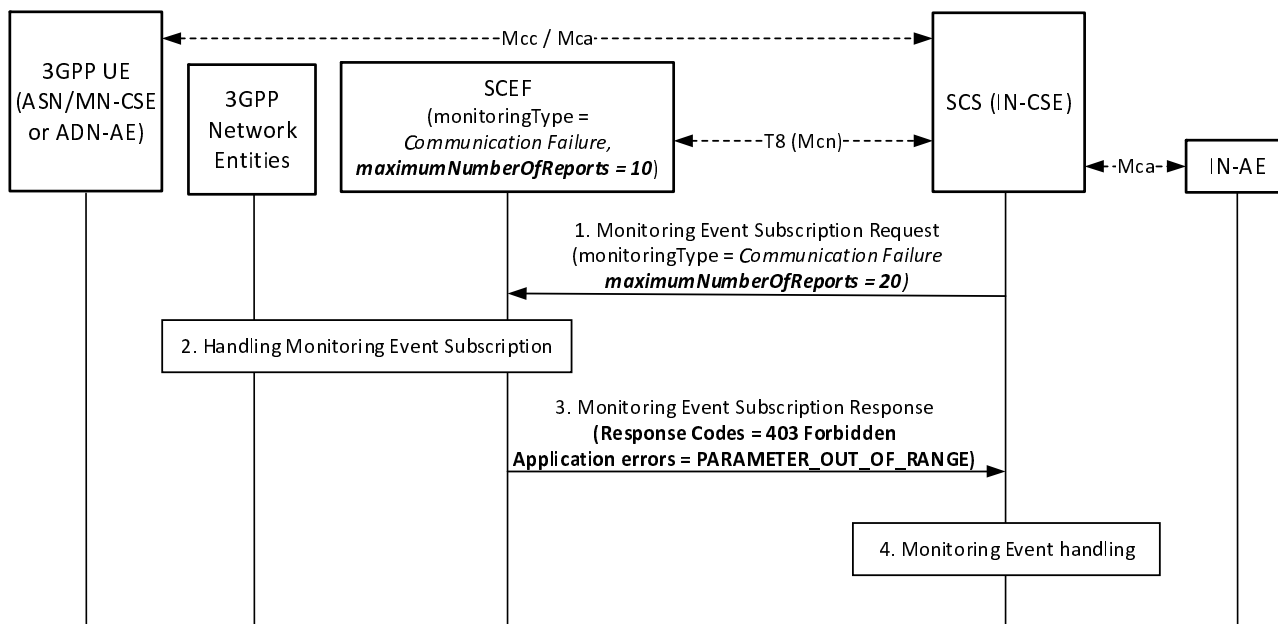 Mcc / Mca
3GPP UE
(ASN/MN-CSE
or ADN-AE)
3GPP
Network
Entities
SCEF
(monitoringType =
Communication Failure,
maximumNumberOfReports = 10)
T8 (Mcn)
SCS (IN-CSE)
Mca
IN-AE
1. Monitoring Event Subscription Request
(monitoringType = Communication Failure
maximumNumberOfReports = 20)
2. Handling Monitoring Event Subscription
3. Monitoring Event Subscription Response
(Response Codes = 403 Forbidden
Application errors = PARAMETER_OUT_OF_RANGE)
4. Monitoring Event handling